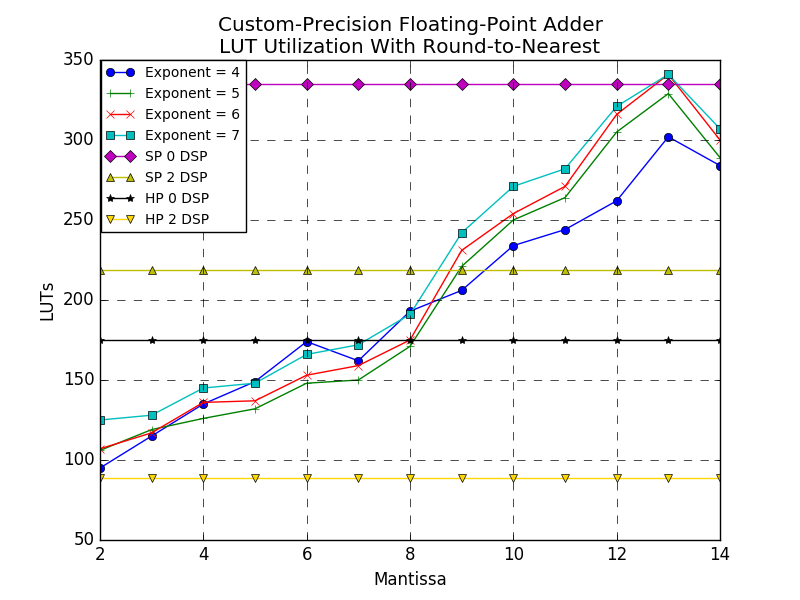 Custom-Precision Floating-Point Adder
LUT Utilization With Round-to-Nearest
350
300
250
200
150
100
50
LUTs
Exponent = 4
Exponent = 5
Exponent = 6
Exponent = 7
SP 0 DSP
SP 2 DSP
HP 0 DSP
HP 2 DSP
2 4 6 8 10 12 14
Mantissa